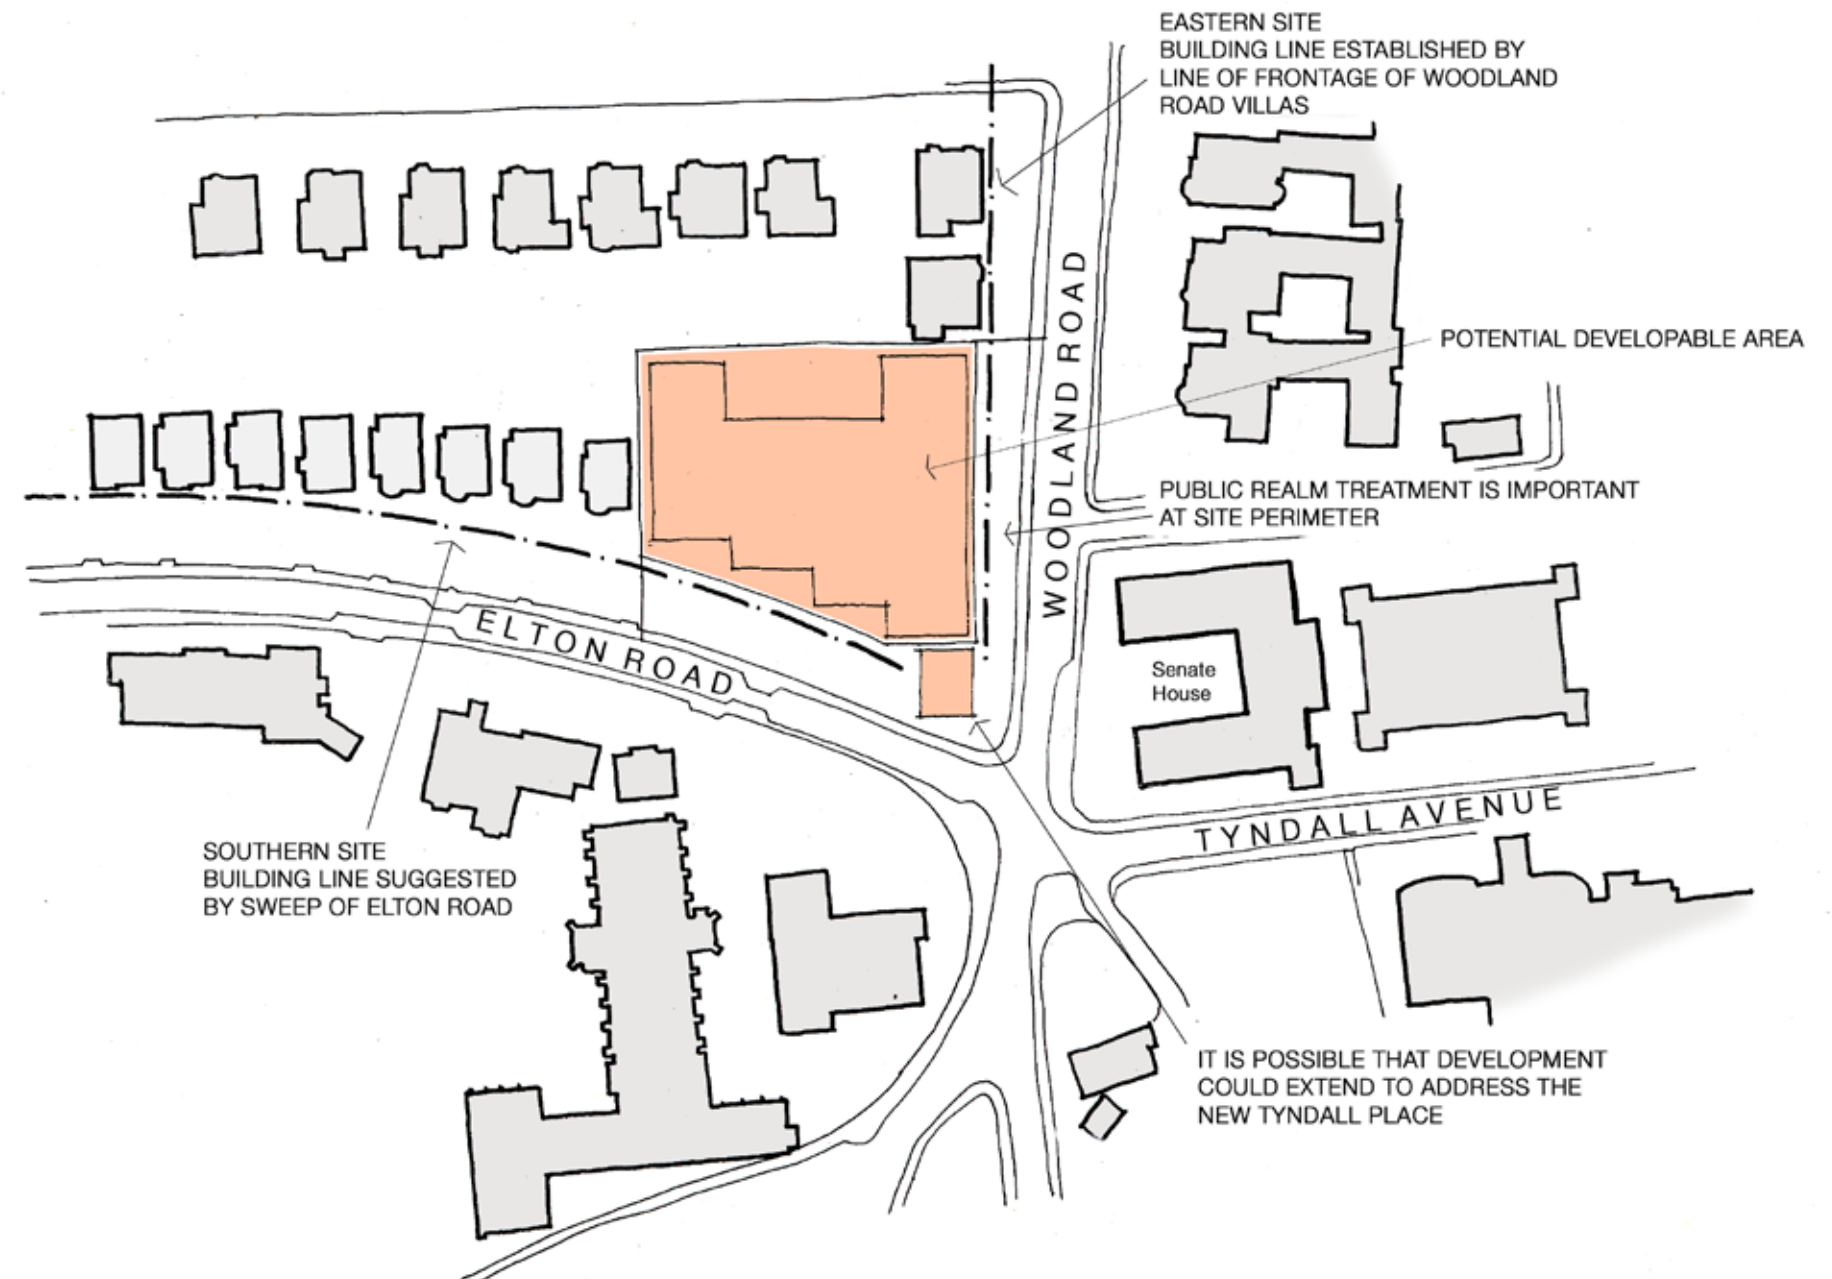 EASTERN SITE
BUILDING LINE ESTABLISHED BY
LINE OF FRONTAGE OF WOODLAND
ROAD VILLAS
WOODLAND ROAD
POTENTIAL DEVELOPABLE AREA
PUBLIC REALM TREATMENT IS IMPORTANT
AT SITE PERIMETER
ELTON ROAD
Senate
House
TYNDALL AVENUE
SOUTHERN SITE
BUILDING LINE SUGGESTED
BY SWEEP OF ELTON ROAD
IT IS POSSIBLE THAT DEVELOPMENT
COULD EXTEND TO ADDRESS THE
NEW TYNDALL PLACE